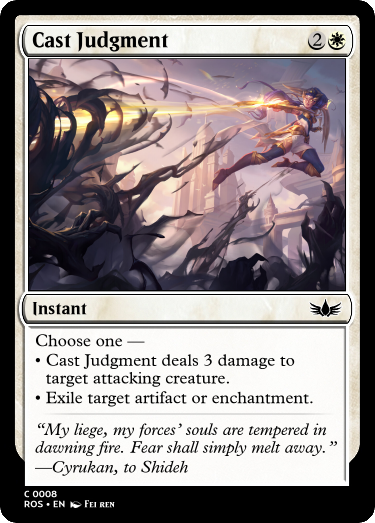 Cast Judgment 2
Instant
Choose one —
• Cast Judgment deals 3 damage to
target attacking creature.
• Exile target artifact or enchantment.
“My liege, my forces’ souls are tempered in
dawning fire. Fear shall simply melt away.”
—Cyrukan, to Shideh
C 0008
ROS • EN FEI REN